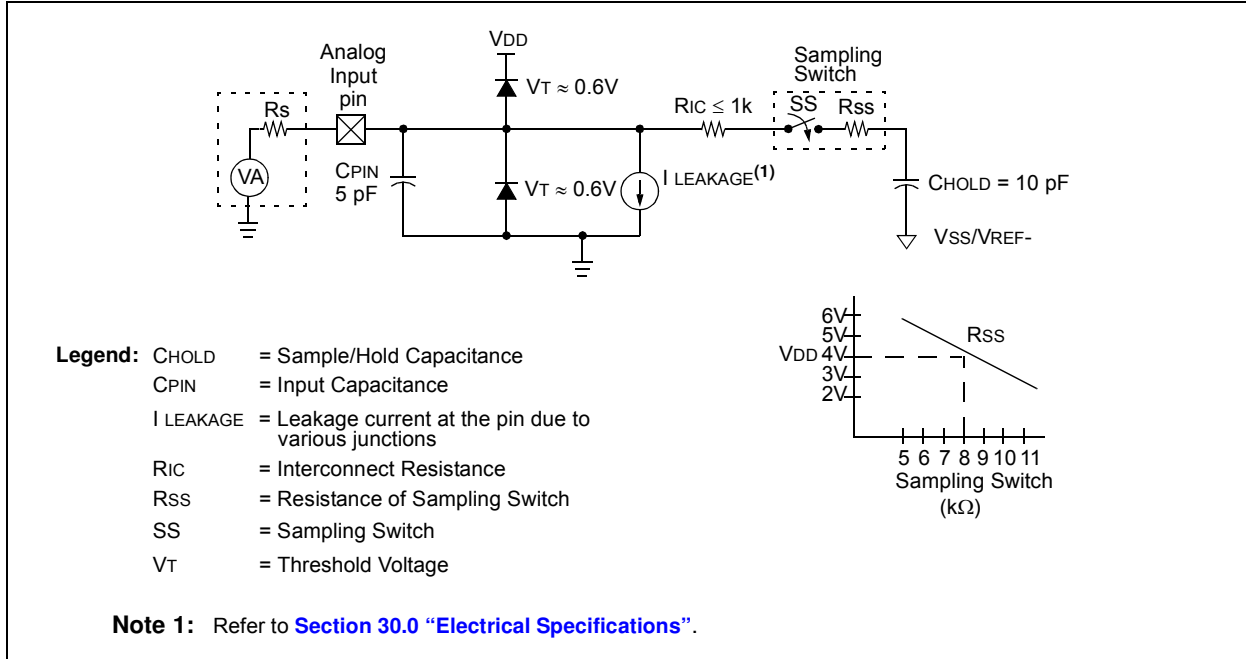 VDD
Analog
Input
pin
VT ≈ 0.6V
Sampling
Switch
RIC ≤ 1k
SS
RSS
Rs
VA
CPIN
5 pF
VT ≈ 0.6V
I LEAKAGE(1)
CHOLD = 10 pF
VSS/VREF-
Legend: CHOLD = Sample/Hold Capacitance
CPIN = Input Capacitance
I LEAKAGE = Leakage current at the pin due to
various junctions
RIC = Interconnect Resistance
RSS = Resistance of Sampling Switch
SS = Sampling Switch
VT = Threshold Voltage
6V
5V
VDD 4V
3V
2V
RSS
5 6 7 8 9 10 11
Sampling Switch
(kΩ)
Note 1: Refer to Section 30.0 “Electrical Specifications”.